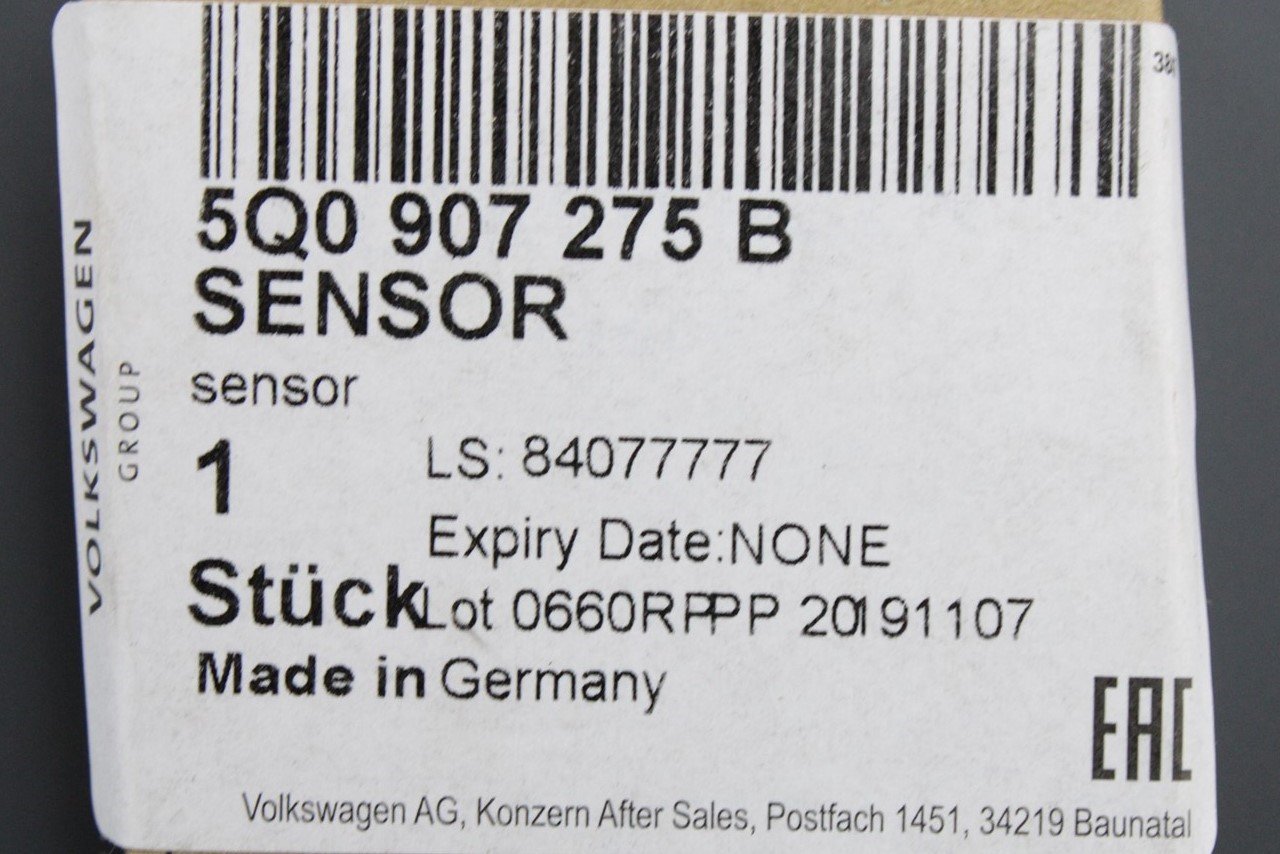 5Q0 907 275 B
SENSOR
sensor
1
LS: 84077777
Expiry Date:NONE
Stück
Lot 0660RPPP 20191107
Made in Germany
EAC
Volkswagen AG, Konzern After Sales, Postfach 1451, 34219 Baunatal
VOLKSWAGEN
GROUP